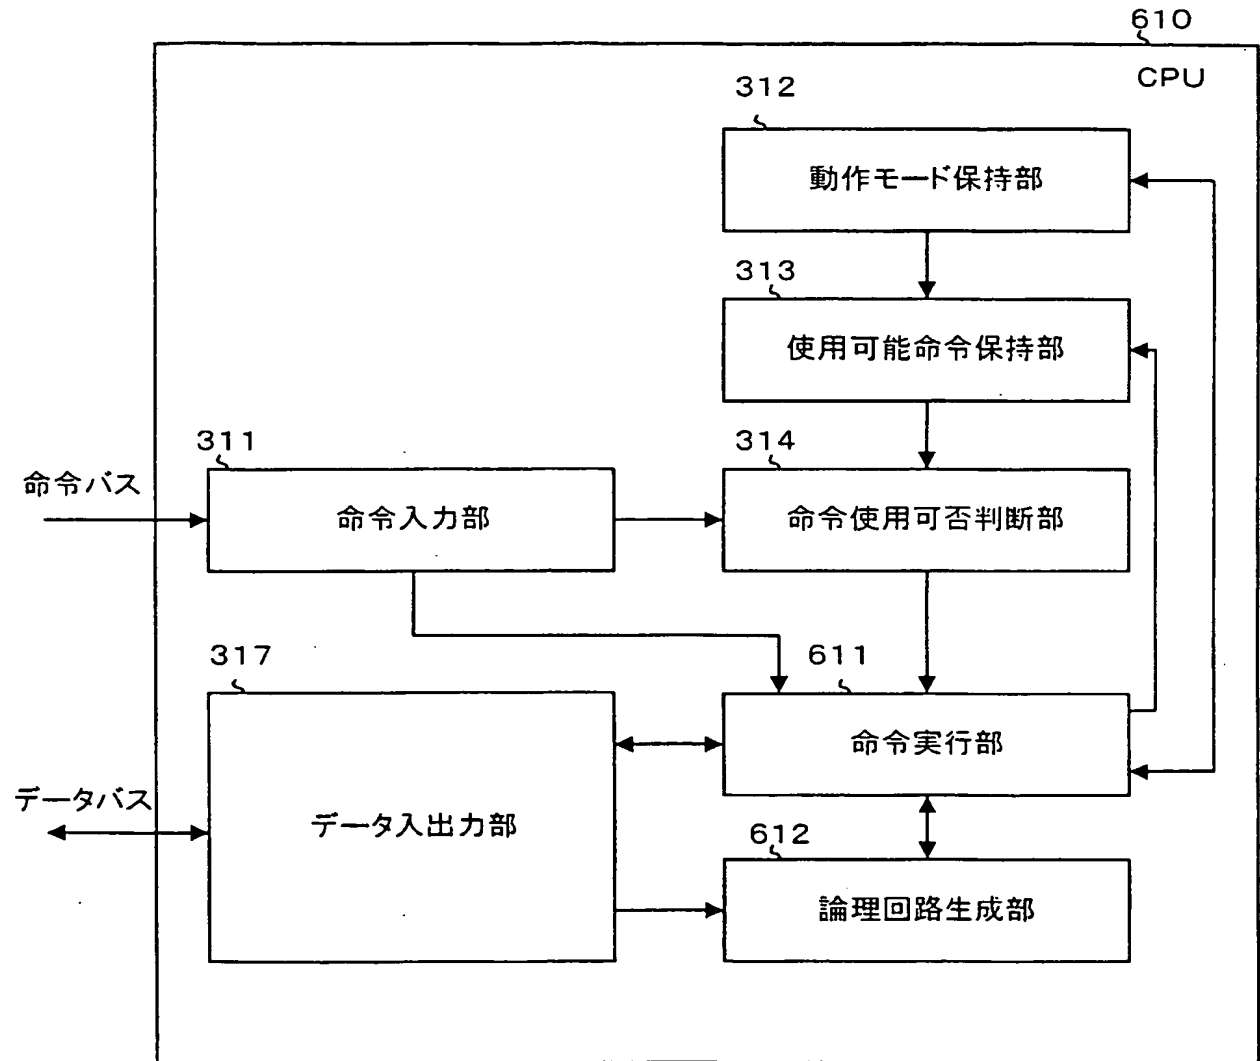 610
CPU
312
動作モード保持部
313
使用可能命令保持部
311
314
命令バス
命令入力部
命令使用可否判断部
317
611
命令実行部
データバス
データ入出力部
612
論理回路生成部